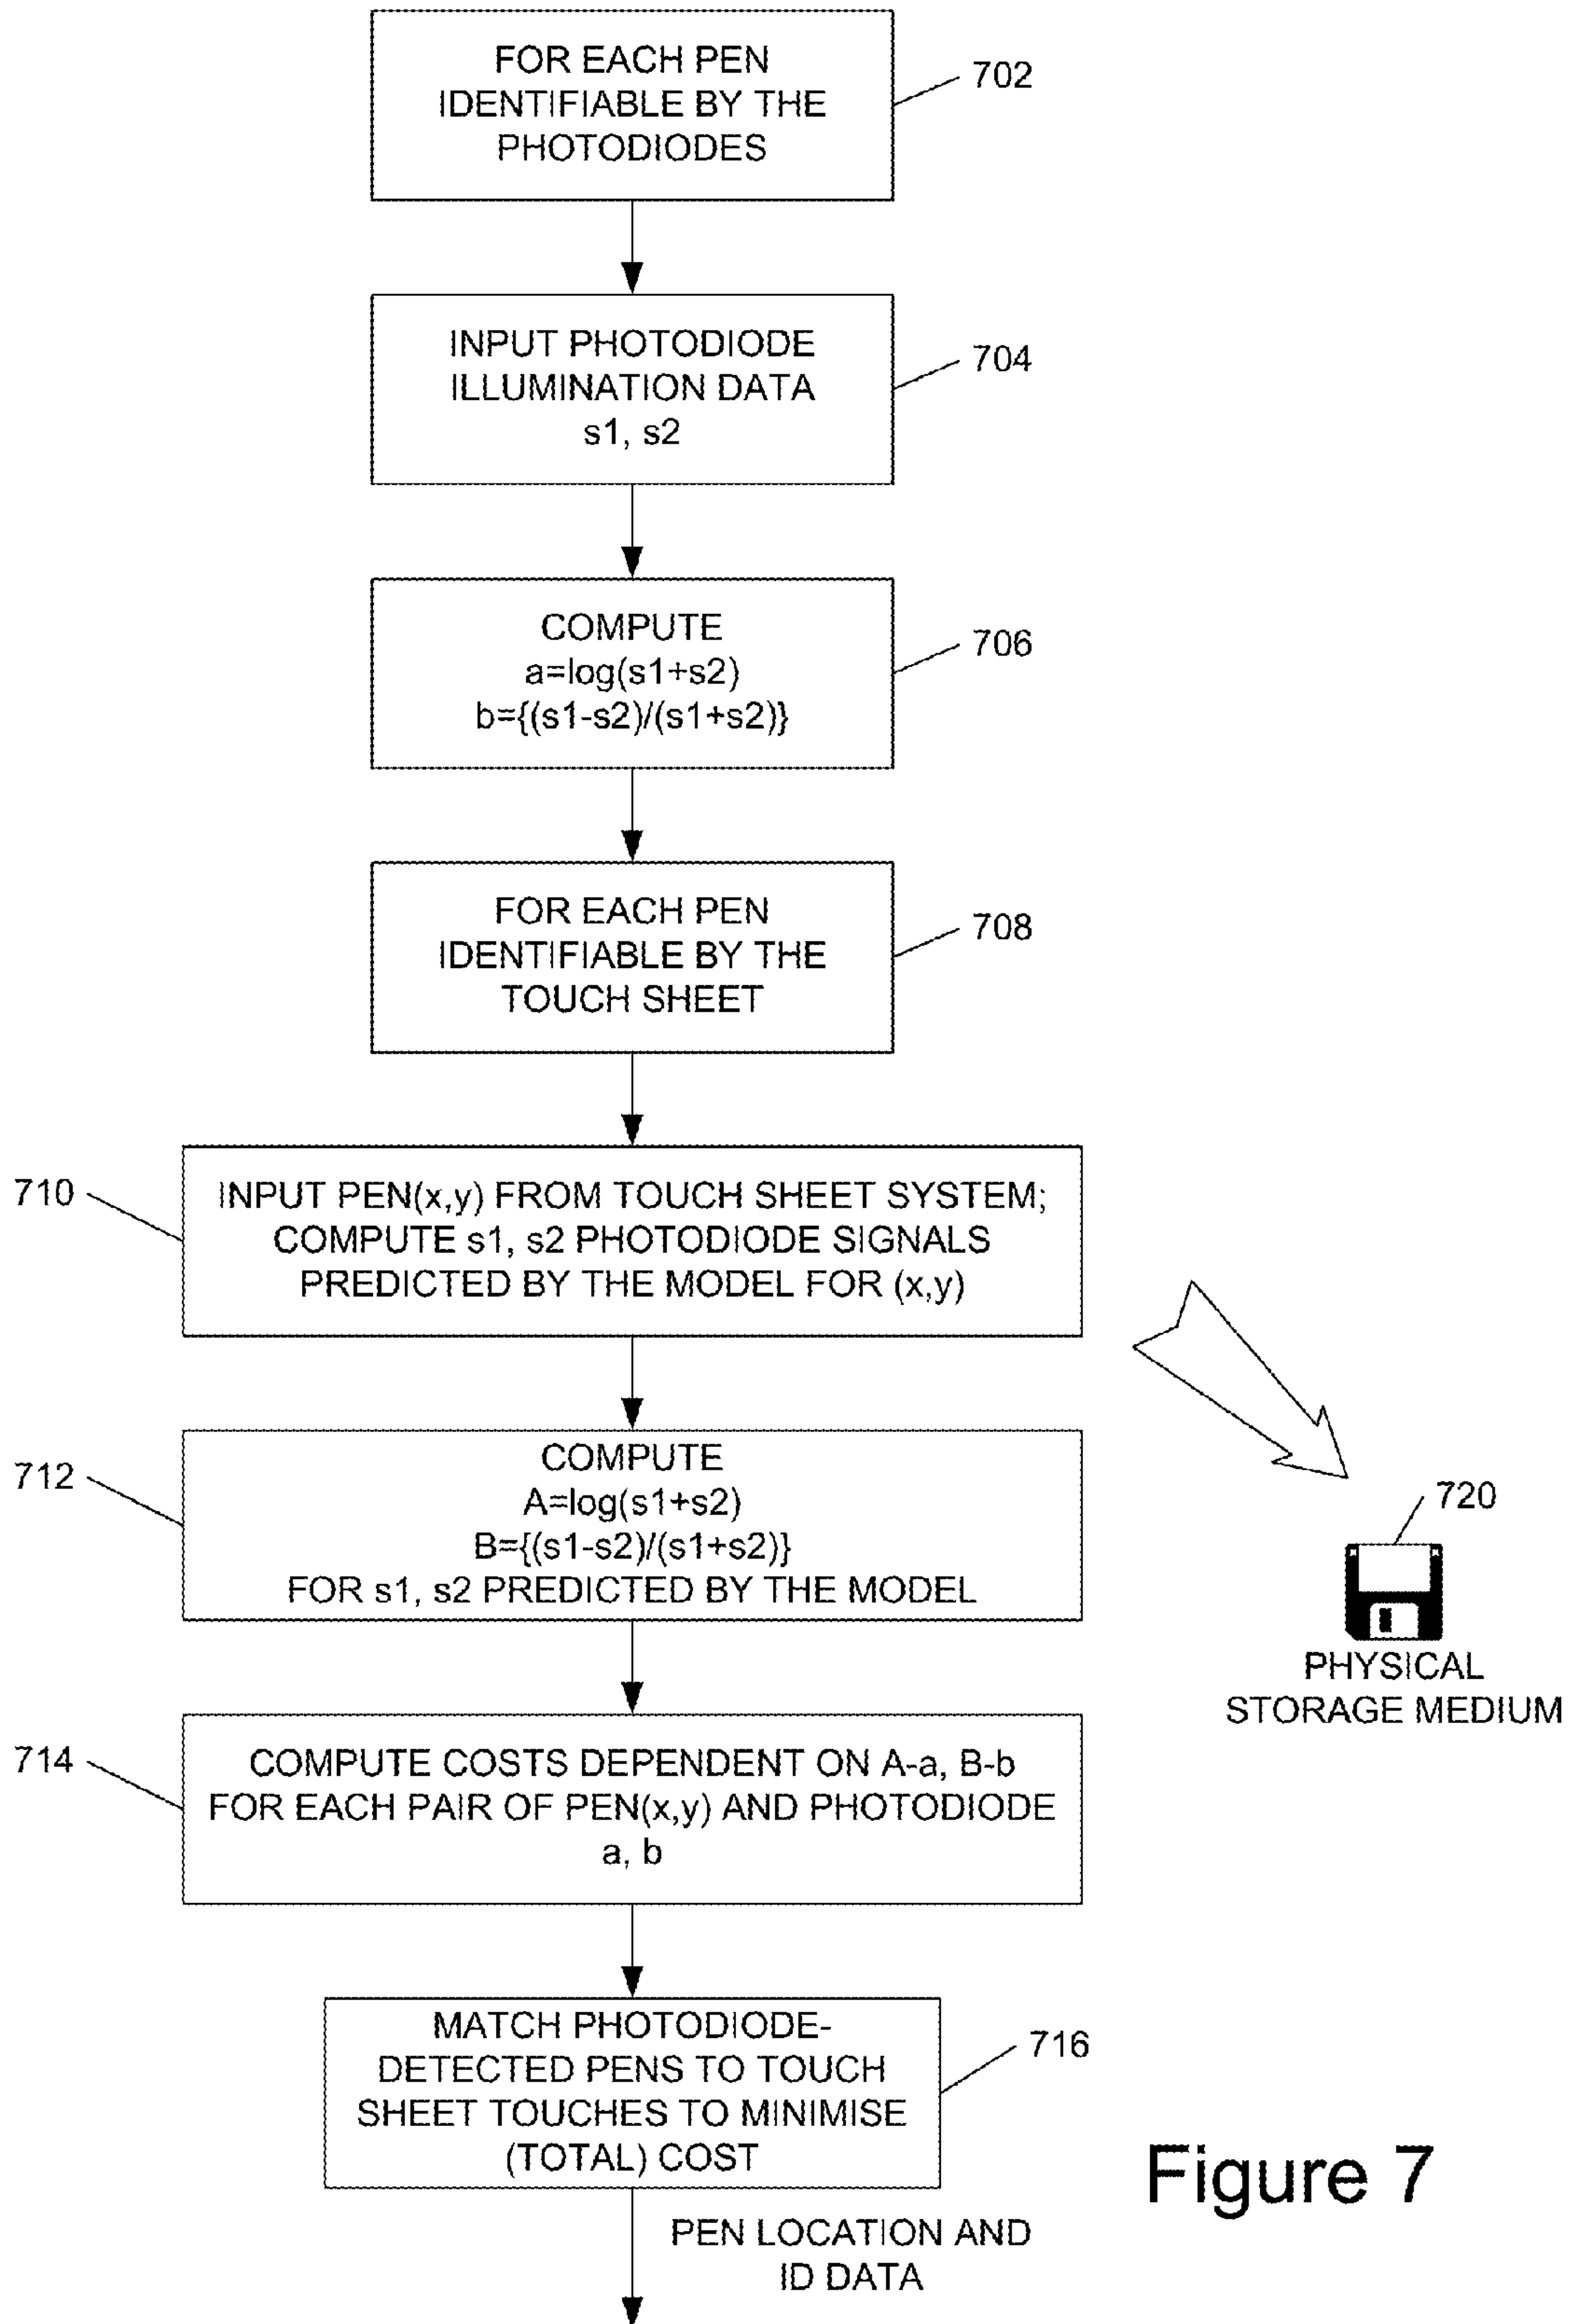 FOR EACH PEN
IDENTIFIABLE BY THE
PHOTODIODES
702
INPUT PHOTODIODE
ILLUMINATION DATA
s1, s2
704
COMPUTE
a=log(s1+s2)
b={(s1-s2)/(s1+s2)}
706
FOR EACH PEN
IDENTIFIABLE BY THE
TOUCH SHEET
708
710
INPUT PEN(x,y) FROM TOUCH SHEET SYSTEM;
COMPUTE s1, s2 PHOTODIODE SIGNALS
PREDICTED BY THE MODEL FOR (x,y)
712
COMPUTE
A=log(s1+s2)
B={(s1-s2)/(s1+s2)}
FOR s1, s2 PREDICTED BY THE MODEL
720
PHYSICAL
STORAGE MEDIUM
714
COMPUTE COSTS DEPENDENT ON A-a, B-b
FOR EACH PAIR OF PEN(x,y) AND PHOTODIODE
a, b
MATCH PHOTODIODE-
DETECTED PENS TO TOUCH
SHEET TOUCHES TO MINIMISE
(TOTAL) COST
716
PEN LOCATION AND
ID DATA
Figure 7